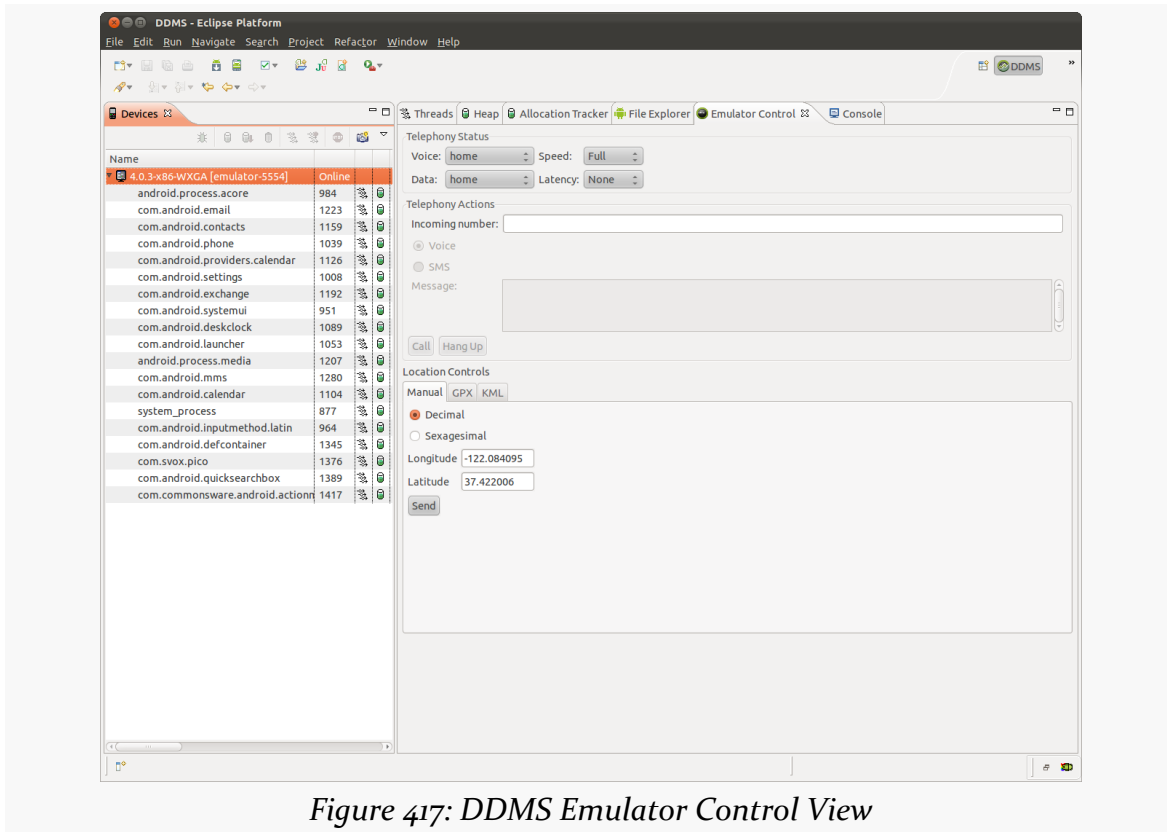 DDMS - Eclipse Platform
File Edit Run Navigate Search Project Refactor Window Help
DDMS
»
Devices
Threads Heap Allocation Tracker File Explorer Emulator Control Console
Name
4.0.3-x86-WXGA [emulator-5554] Online
android.process.acore 984
com.android.email 1223
com.android.contacts 1159
com.android.phone 1039
com.android.providers.calendar 1126
com.android.settings 1008
com.android.exchange 1192
com.android.systemui 951
com.android.deskclock 1089
com.android.launcher 1053
android.process.media 1207
com.android.mms 1280
com.android.calendar 1104
system_process 877
com.android.inputmethod.latin 964
com.android.defcontainer 1345
com.svox.pico 1376
com.android.quicksearchbox 1389
com.commonsware.android.actionm 1417
Telephony Status
Voice: home Speed: Full
Data: home Latency: None
Telephony Actions
Incoming number:
Voice
SMS
Message:
Call Hang Up
Location Controls
Manual GPX KML
Decimal
Sexagesimal
Longitude -122.084095
Latitude 37.422006
Send
Figure 417: DDMS Emulator Control View